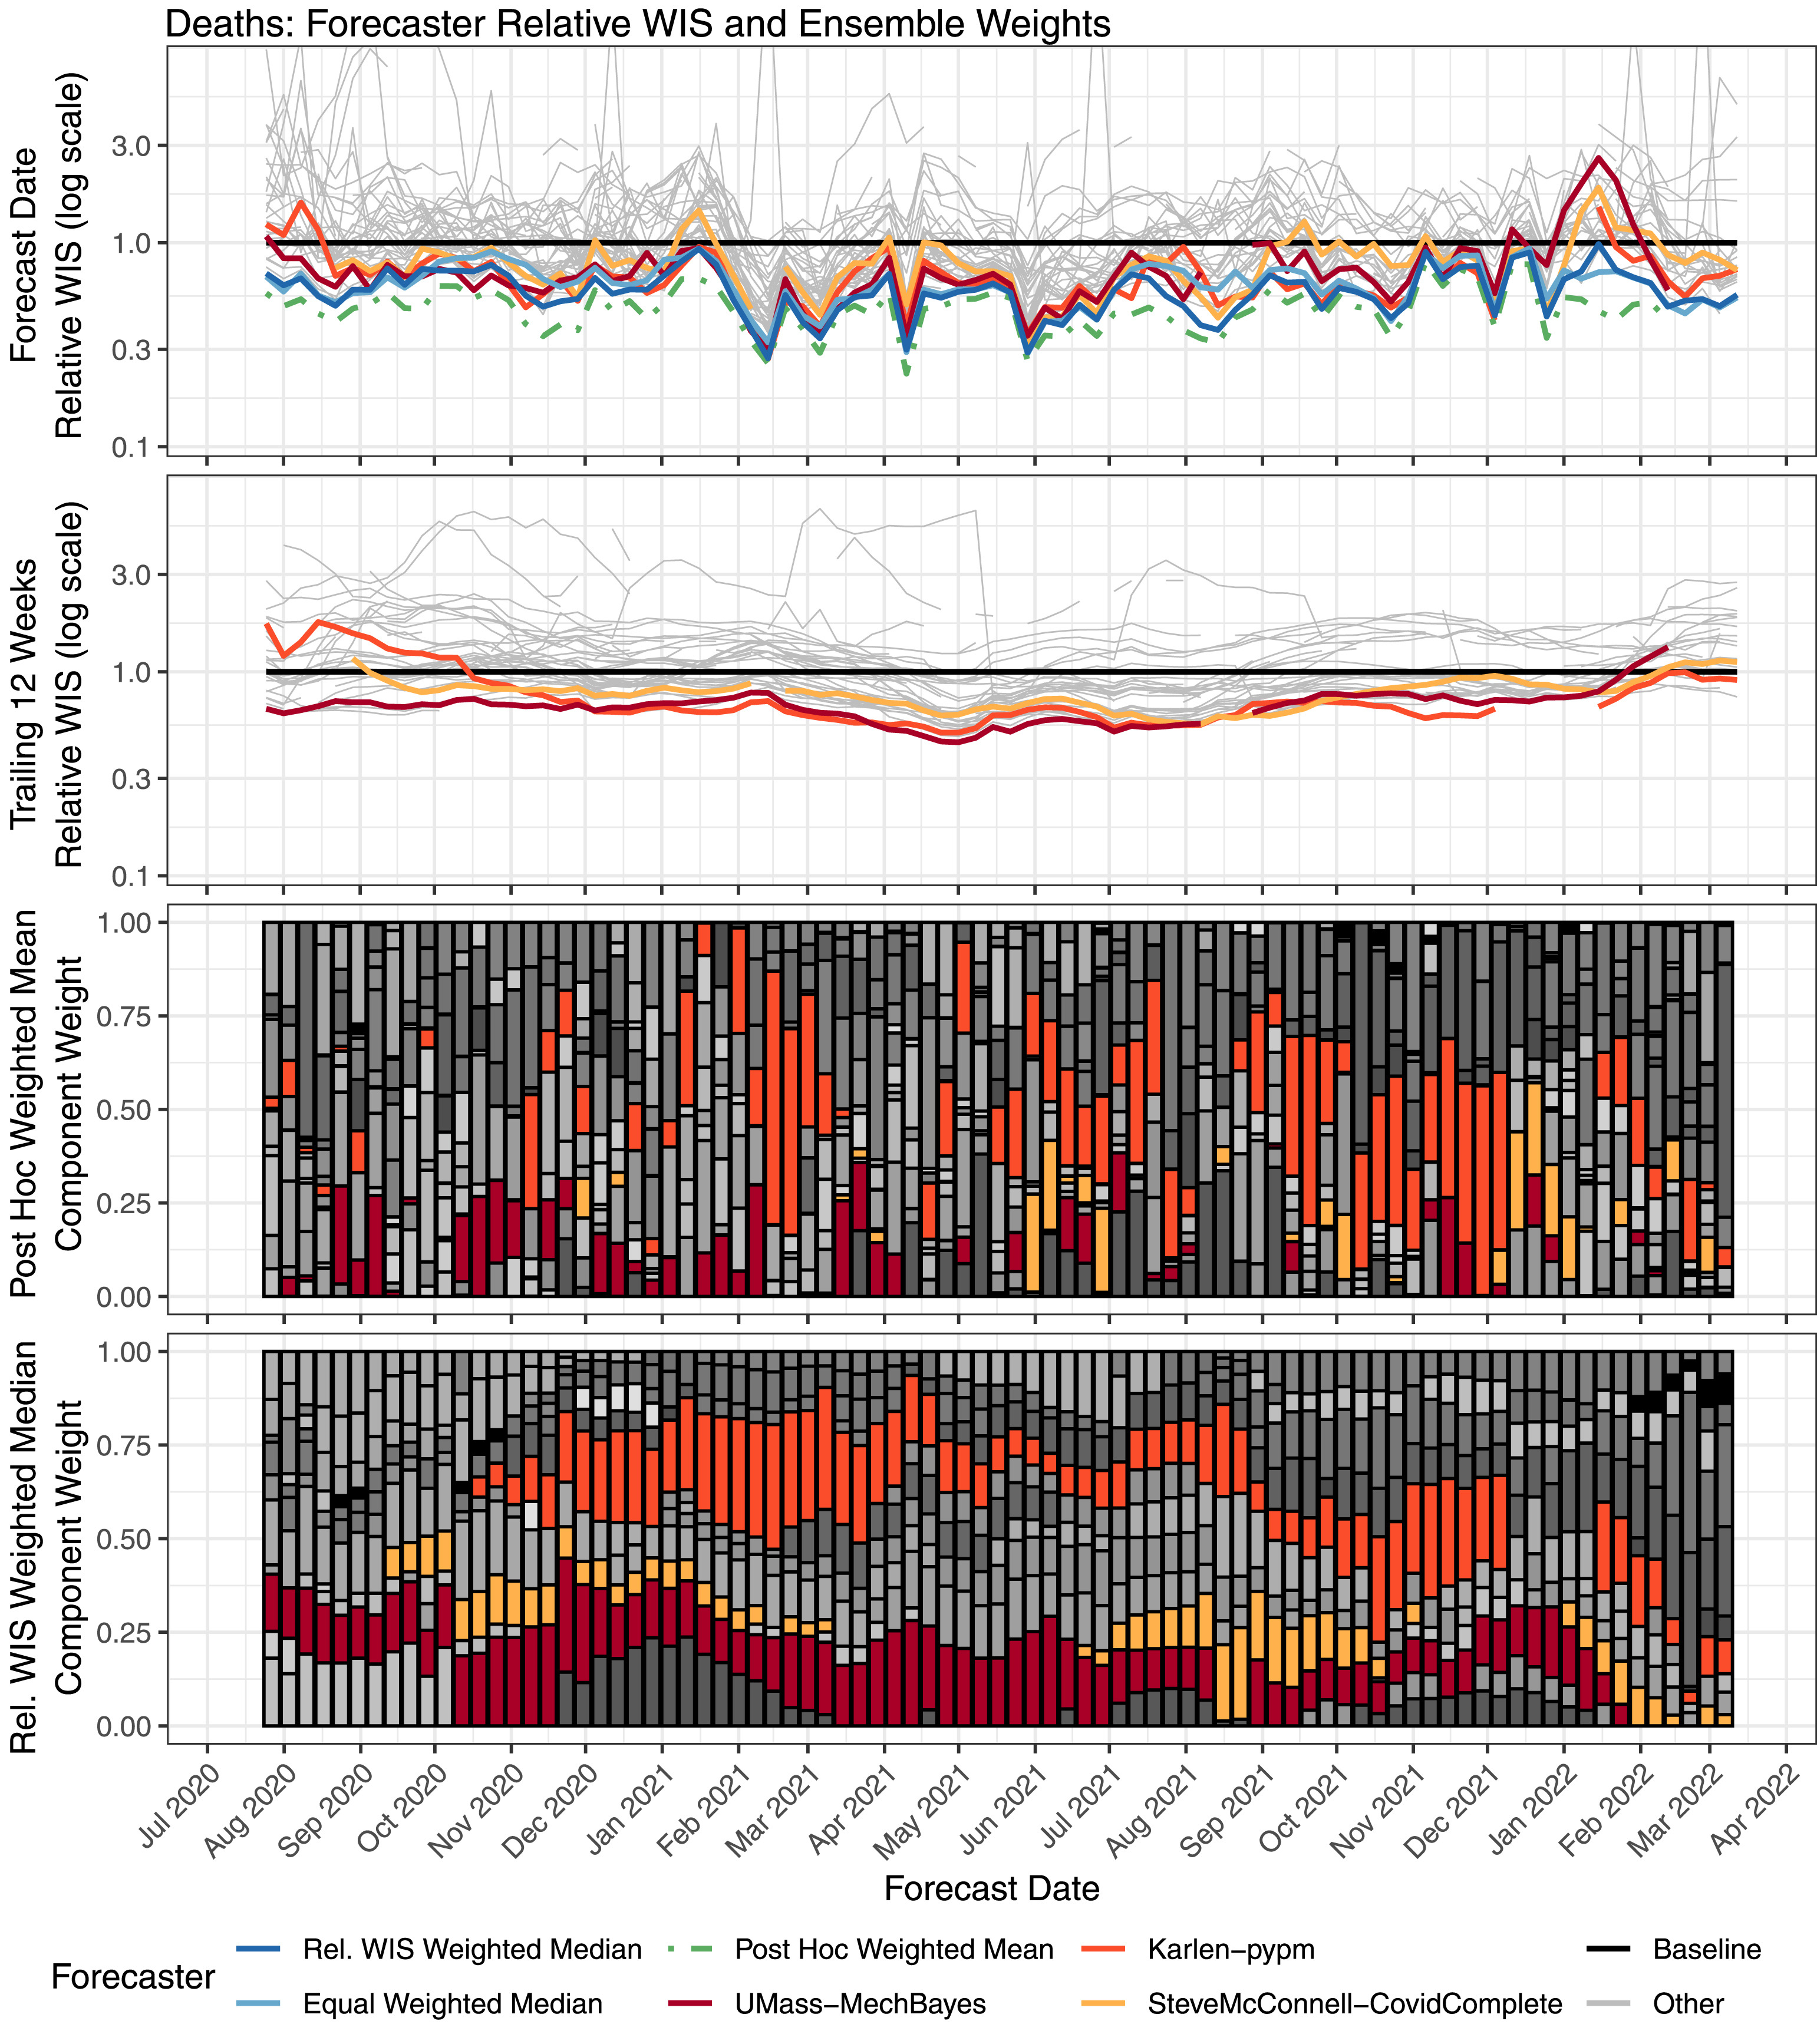 Deaths: Forecaster Relative WIS and Ensemble Weights
Forecast Date
Relative WIS (log scale)
3.0
1.0
0.3
0.1
Trailing 12 Weeks
Relative WIS (log scale)
3.0
1.0
0.3
0.1
Post Hoc Weighted Mean
Component Weight
1.00
0.75
0.50
0.25
0.00
Rel. WIS Weighted Median
Component Weight
1.00
0.75
0.50
0.25
0.00
Jul 2020
Aug 2020
Sep 2020
Oct 2020
Nov 2020
Dec 2020
Jan 2021
Feb 2021
Mar 2021
Apr 2021
May 2021
Jun 2021
Jul 2021
Aug 2021
Sep 2021
Oct 2021
Nov 2021
Dec 2021
Jan 2022
Feb 2022
Mar 2022
Apr 2022
Forecast Date
Forecaster
Rel. WIS Weighted Median
Post Hoc Weighted Mean
Karlen−pypm
Baseline
Equal Weighted Median
UMass−MechBayes
SteveMcConnell−CovidComplete
Other